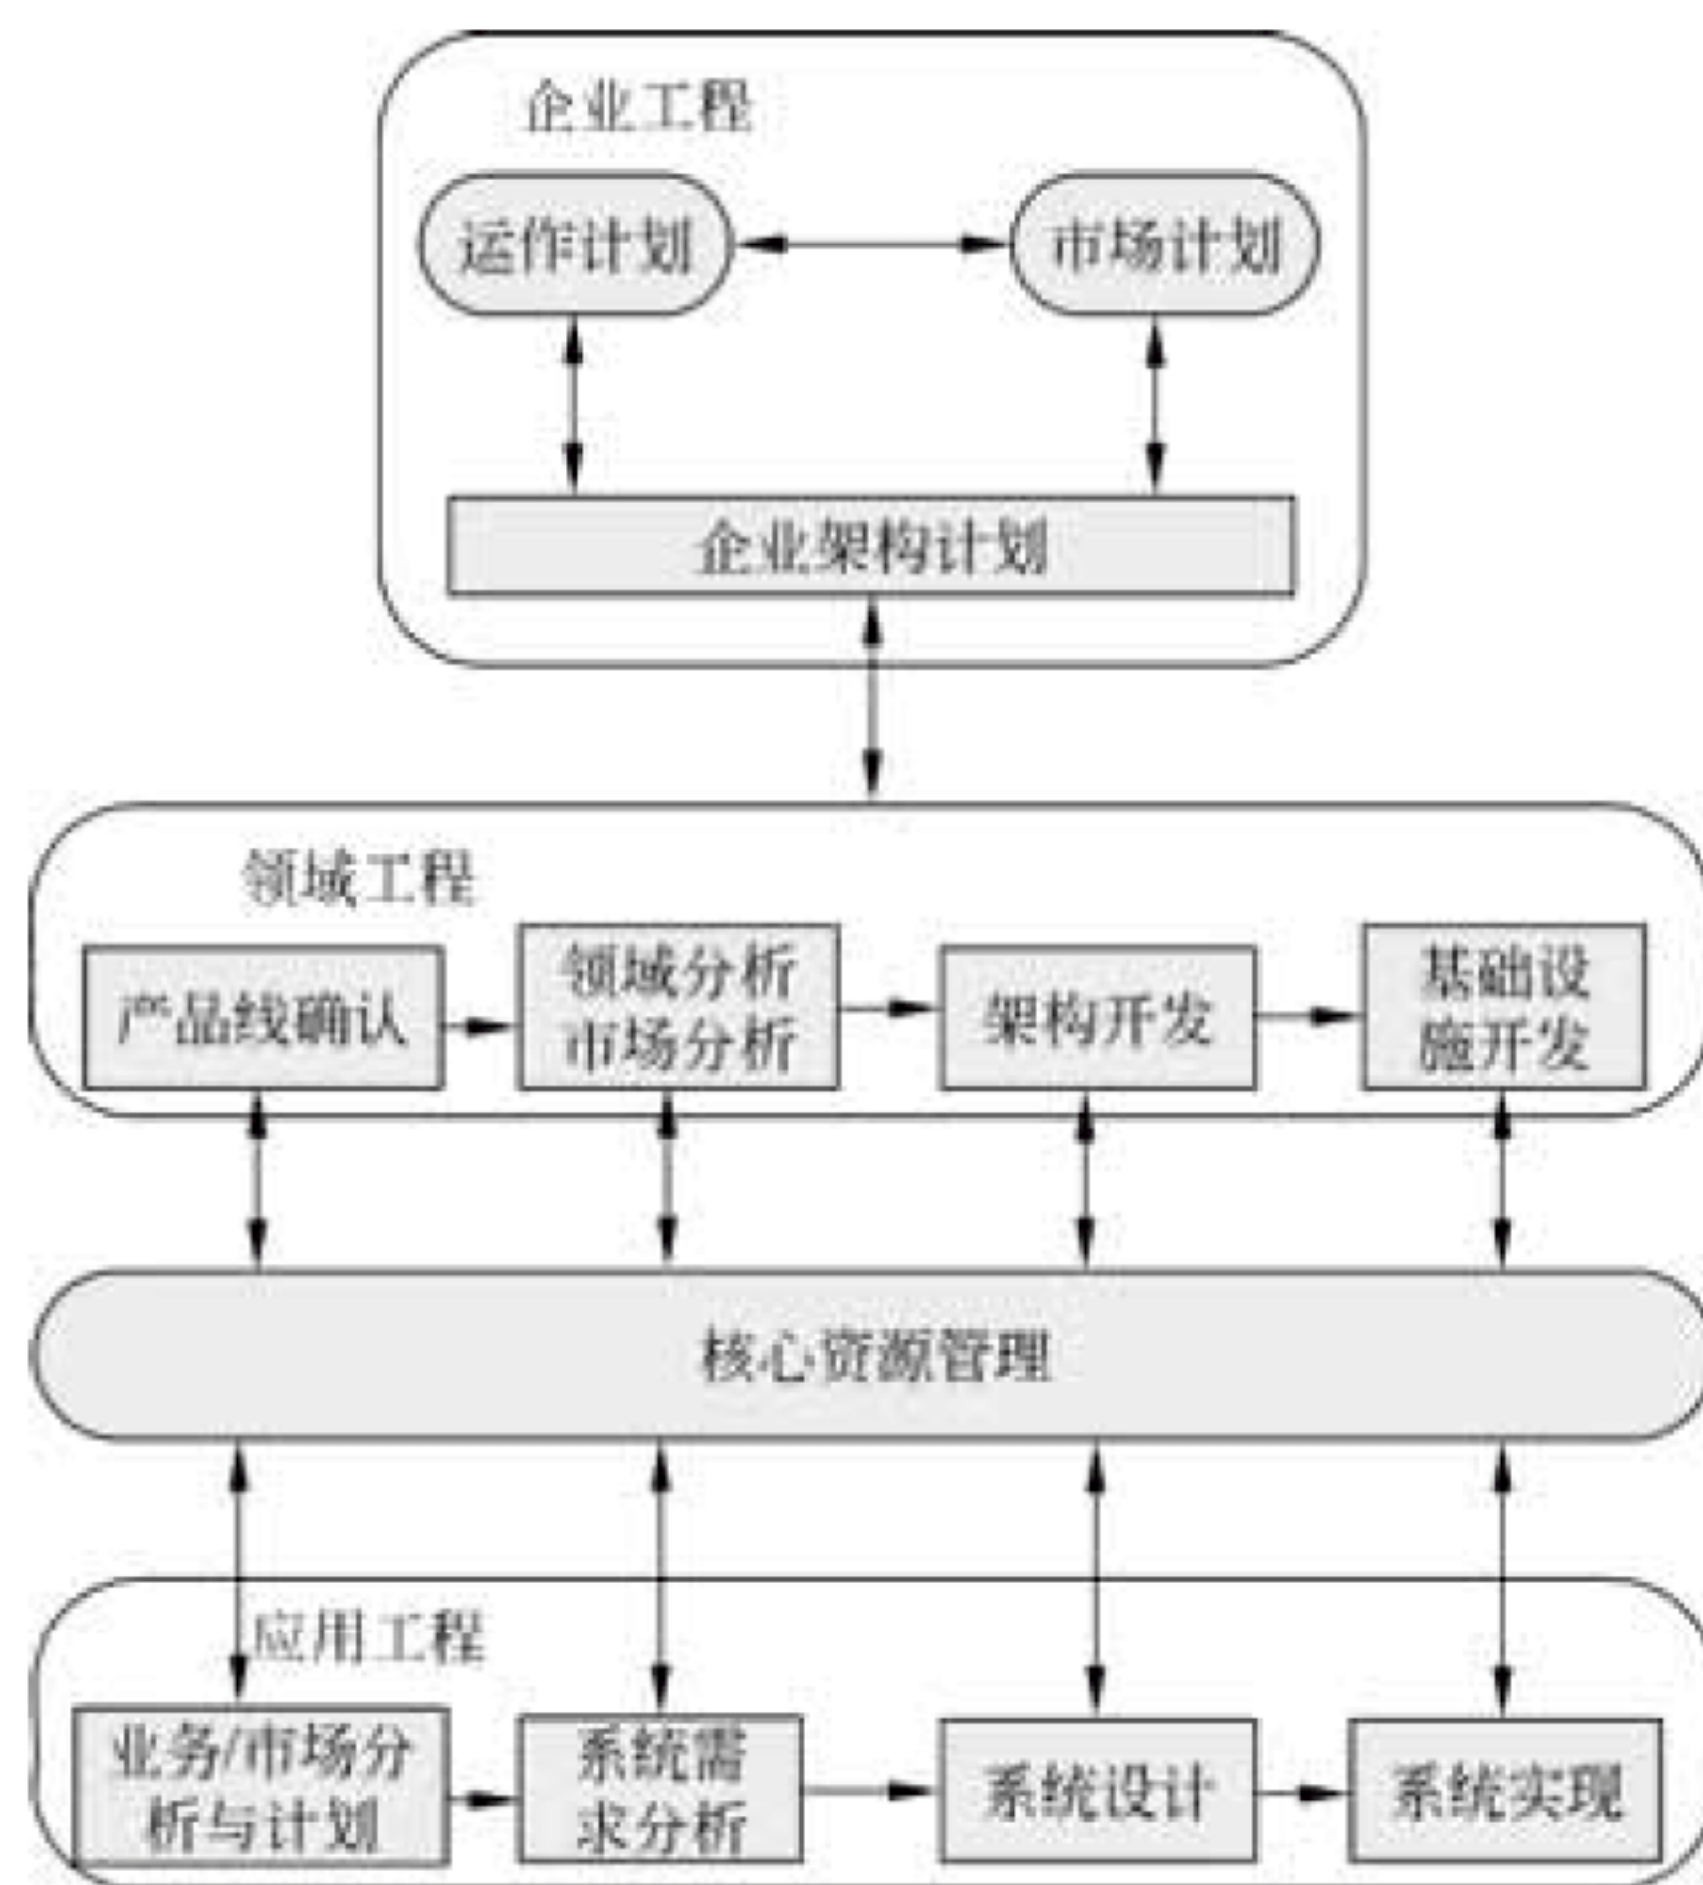 企业工程
运作计划
市场计划
企业架构计划
领域工程
产品线确认
领域分析
市场分析
架构开发
基础设
施开发
核心资源管理
应用工程
业务/市场分
析与计划
系统需
求分析
系统设计
系统实现